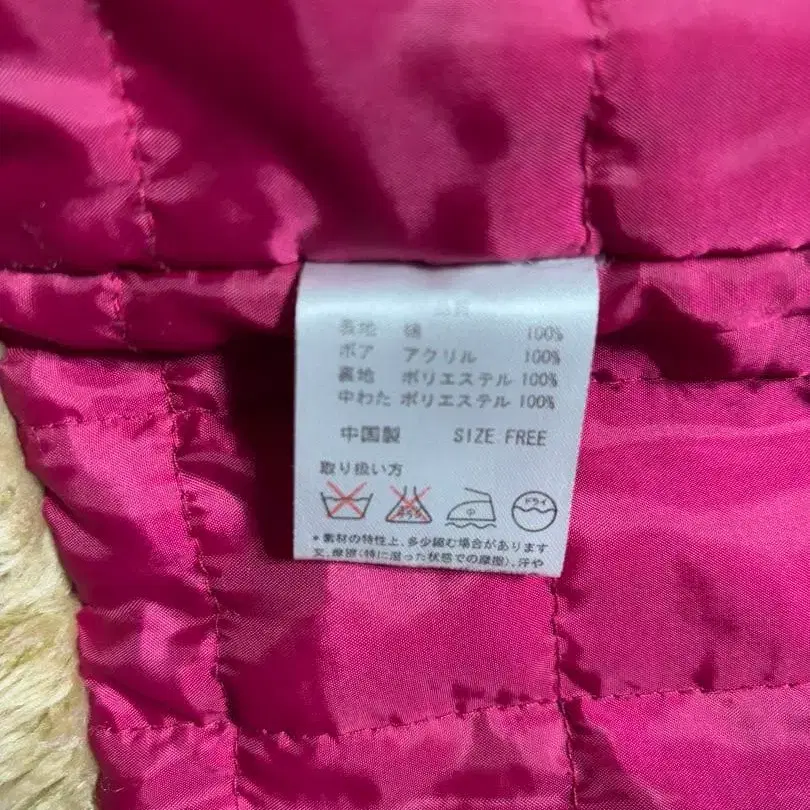 品質
表地 綿 100%
ボア アクリル 100%
裏地 ポリエステル 100%
中わた ポリエステル 100%
中国製 SIZE FREE
取り扱い方
中 ドライ
*素材の特性上、多少縮む場合があります
又、摩擦(特に湿った状態での摩擦)、汗や